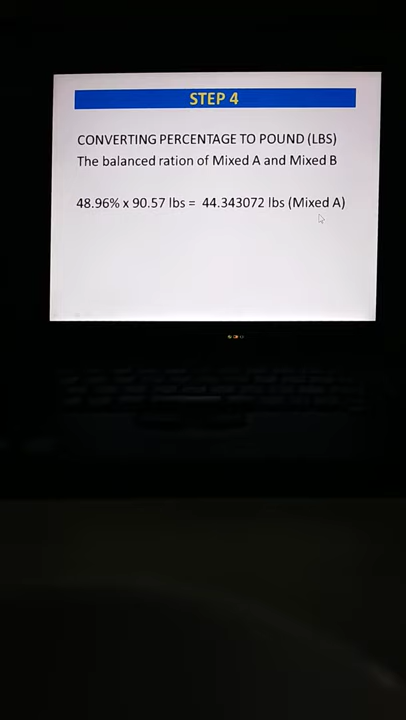 STEP 4
CONVERTING PERCENTAGE TO POUND (LBS)
The balanced ration of Mixed A and Mixed B
48.96% x 90.57 lbs = 44.343072 lbs (Mixed A)